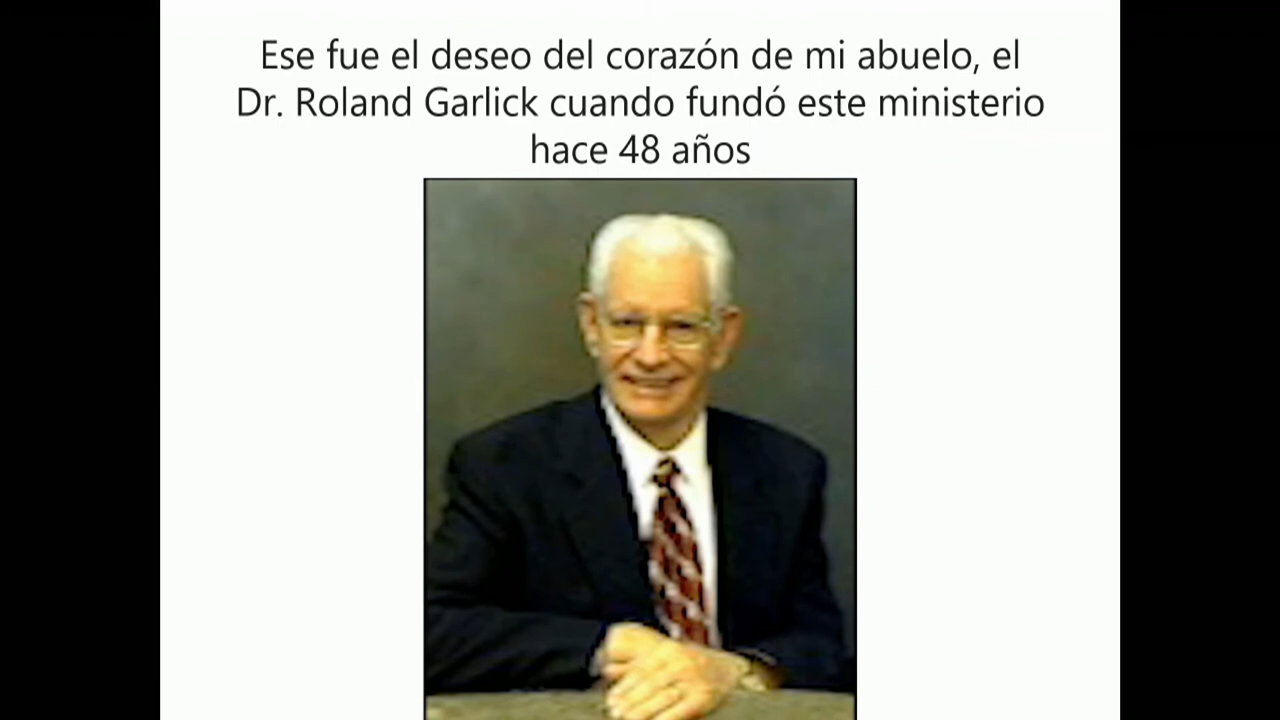 Ese fue el deseo del corazón de mi abuelo, el
Dr. Roland Garlick cuando fundó este ministerio
hace 48 años